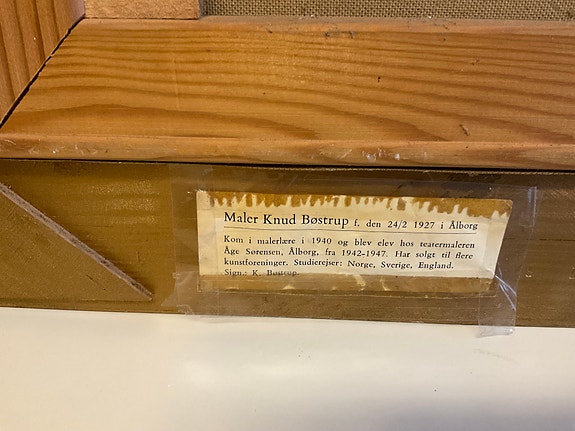 Maler Knud Bøstrup f. den 24/2 1927 i Ålborg
Kom i malerlære i 1940 og blev elev hos teatermaleren
Åge Sørensen, Ålborg, fra 1942-1947. Har solgt til flere
kunstforeninger. Studierejser: Norge, Sverige, England.
Sign.: K. Bøstrup.